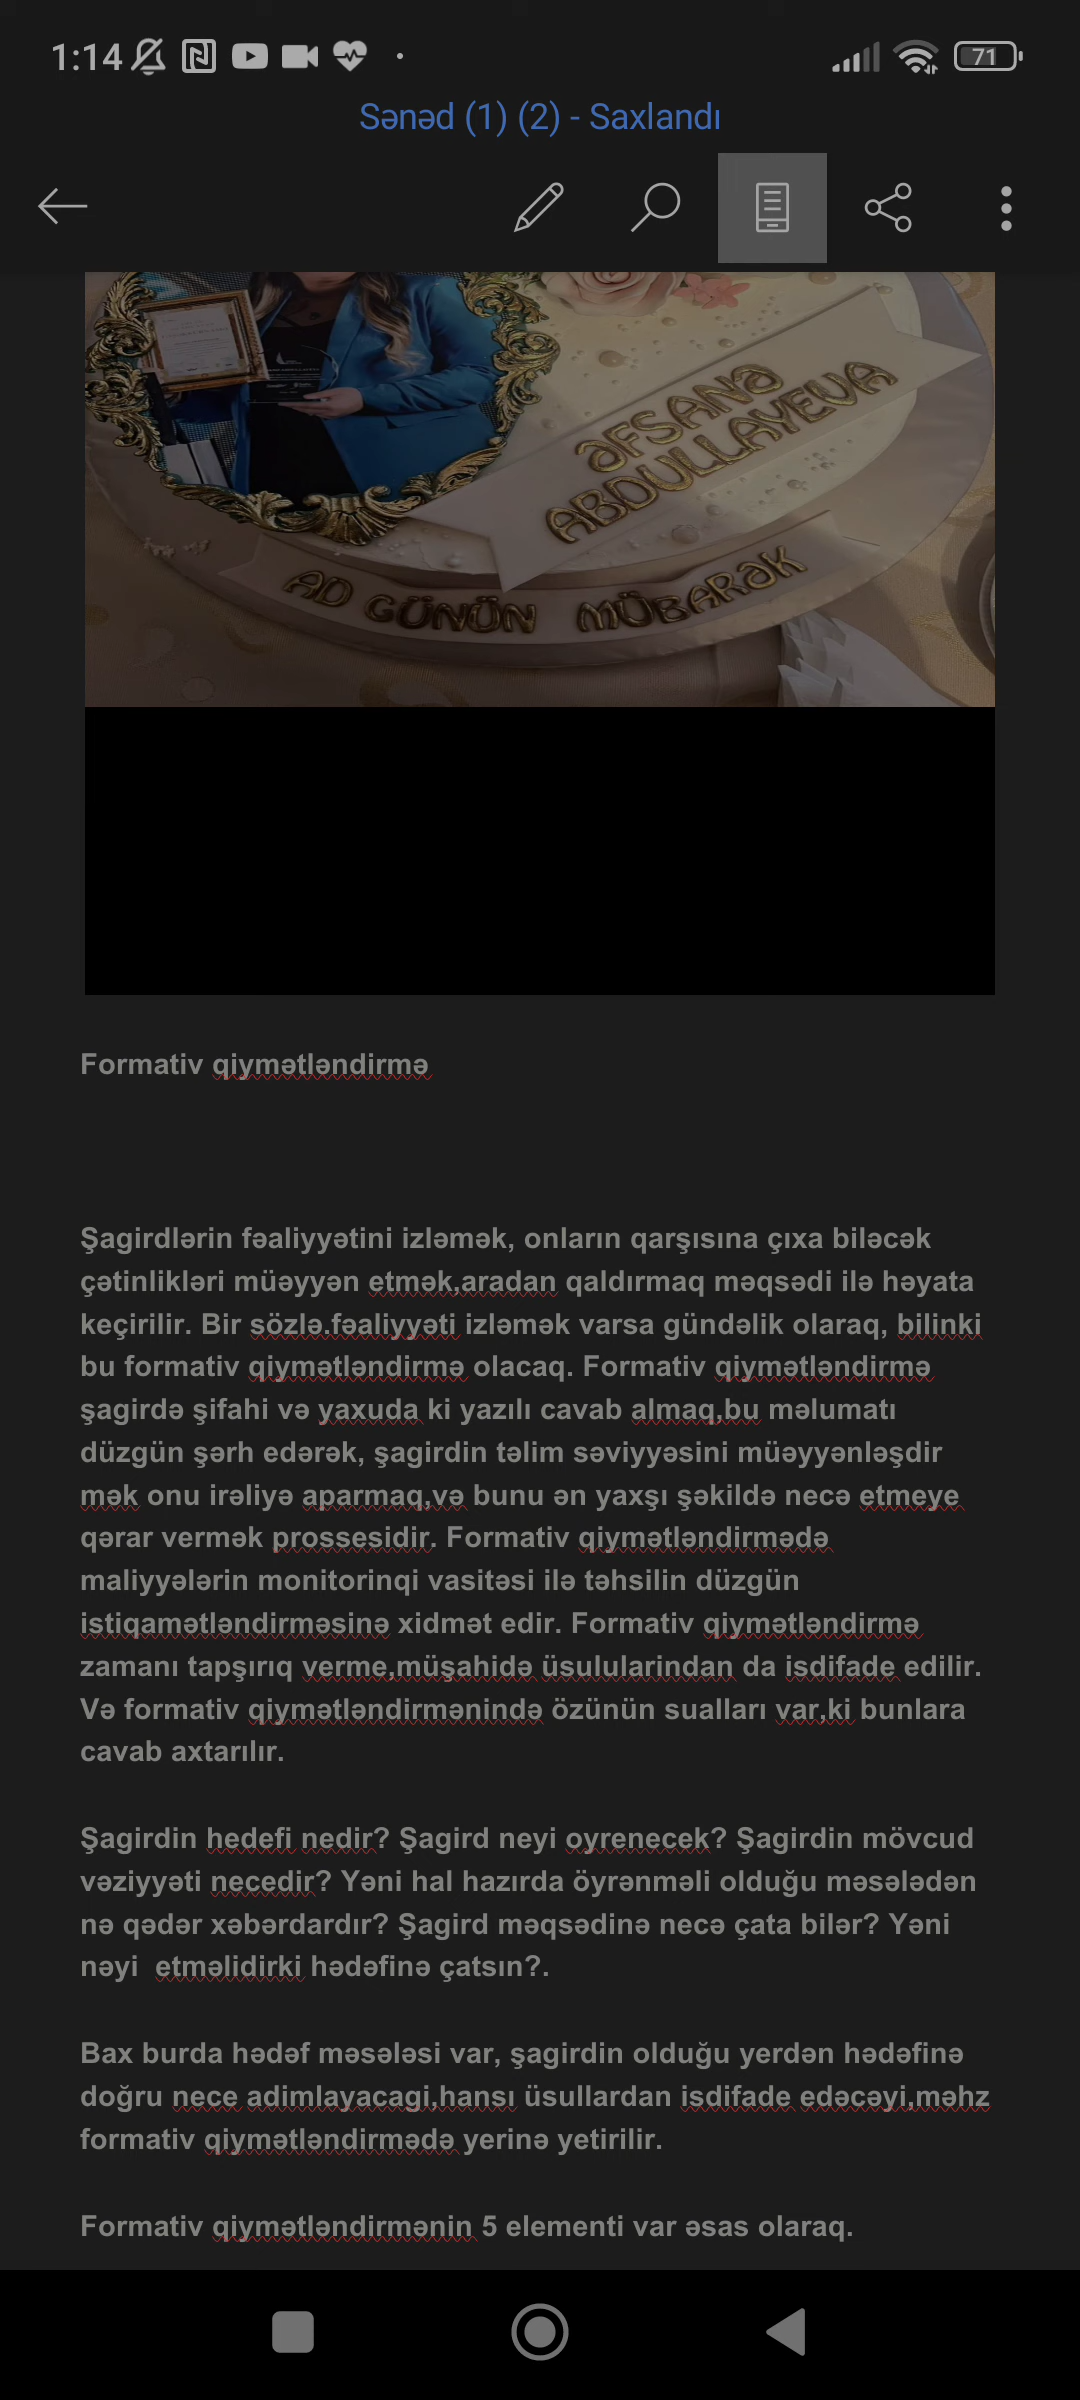 1:14
71
Sənəd (1) (2) - Saxlandı
ƏFSANƏ
ABDULLAYEVA
AD GÜNÜN MÜBARƏK
Formativ qiymətləndirmə
Şagirdlərin fəaliyyətini izləmək, onların qarşısına çıxa biləcək
çətinlikləri müəyyən etmək,aradan qaldırmaq məqsədi ilə həyata
keçirilir. Bir sözlə.fəaliyyəti izləmək varsa gündəlik olaraq, bilinki
bu formativ qiymətləndirmə olacaq. Formativ qiymətləndirmə
şagirdə şifahi və yaxuda ki yazılı cavab almaq,bu məlumatı
düzgün şərh edərək, şagirdin təlim səviyyəsini müəyyənləşdir
mək onu irəliyə aparmaq,və bunu ən yaxşı şəkildə necə etmeye
qərar vermək prossesidir. Formativ qiymətləndirmədə
maliyyələrin monitorinqi vasitəsi ilə təhsilin düzgün
istiqamətləndirməsinə xidmət edir. Formativ qiymətləndirmə
zamanı tapşırıq verme,müşahidə üsulularindan da isdifade edilir.
Və formativ qiymətləndirmənində özünün sualları var,ki bunlara
cavab axtarılır.
Şagirdin hedefi nedir? Şagird neyi oyrenecek? Şagirdin mövcud
vəziyyəti necedir? Yəni hal hazırda öyrənməli olduğu məsələdən
nə qədər xəbərdardır? Şagird məqsədinə necə çata bilər? Yəni
nəyi  etməlidirki hədəfinə çatsın?.
Bax burda hədəf məsələsi var, şagirdin olduğu yerdən hədəfinə
doğru nece adimlayacagi,hansı üsullardan isdifade edəcəyi,məhz
formativ qiymətləndirmədə yerinə yetirilir.
Formativ qiymətləndirmənin 5 elementi var əsas olaraq.